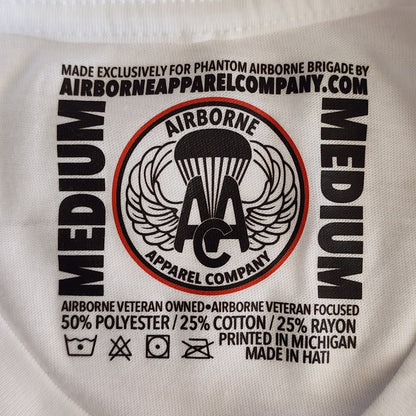 MADE EXCLUSIVELY FOR PHANTOM AIRBORNE BRIGADE BY
AIRBORNEAPPARELCOMPANY.COM
MEDIUM
AIRBORNE
AAC
APPAREL COMPANY
MEDIUM
AIRBORNE VETERAN OWNED•AIRBORNE VETERAN FOCUSED
50% POLYESTER / 25% COTTON / 25% RAYON
PRINTED IN MICHIGAN
MADE IN HATI